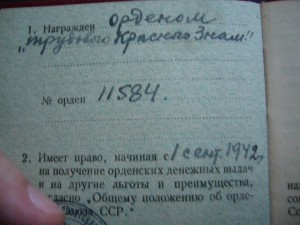 1. Награжден орденом
"Трудового Красного Знам."
№ орден 11584.
2. Имеет право, начиная с 1 сент. 1942,
на получение орденских денежных выдач
и на другие льготы и преимущества,
согласно „Общему положению об орде-
Союза ССР."